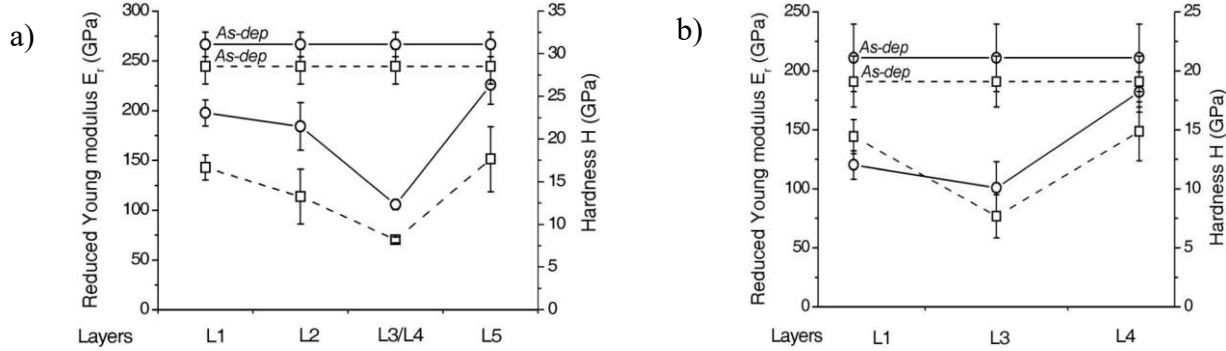 a)
Reduced Young modulus Er (GPa)
300
250
200
150
100
50
0
As-dep
As-dep
35
30
25
20
15
10
5
0
Hardness H (GPa)
Layers L1 L2 L3/L4 L5
b)
Reduced Young modulus Er (GPa)
250
200
150
100
50
0
As-dep
As-dep
25
20
15
10
5
0
Hardness H (GPa)
Layers L1 L3 L4